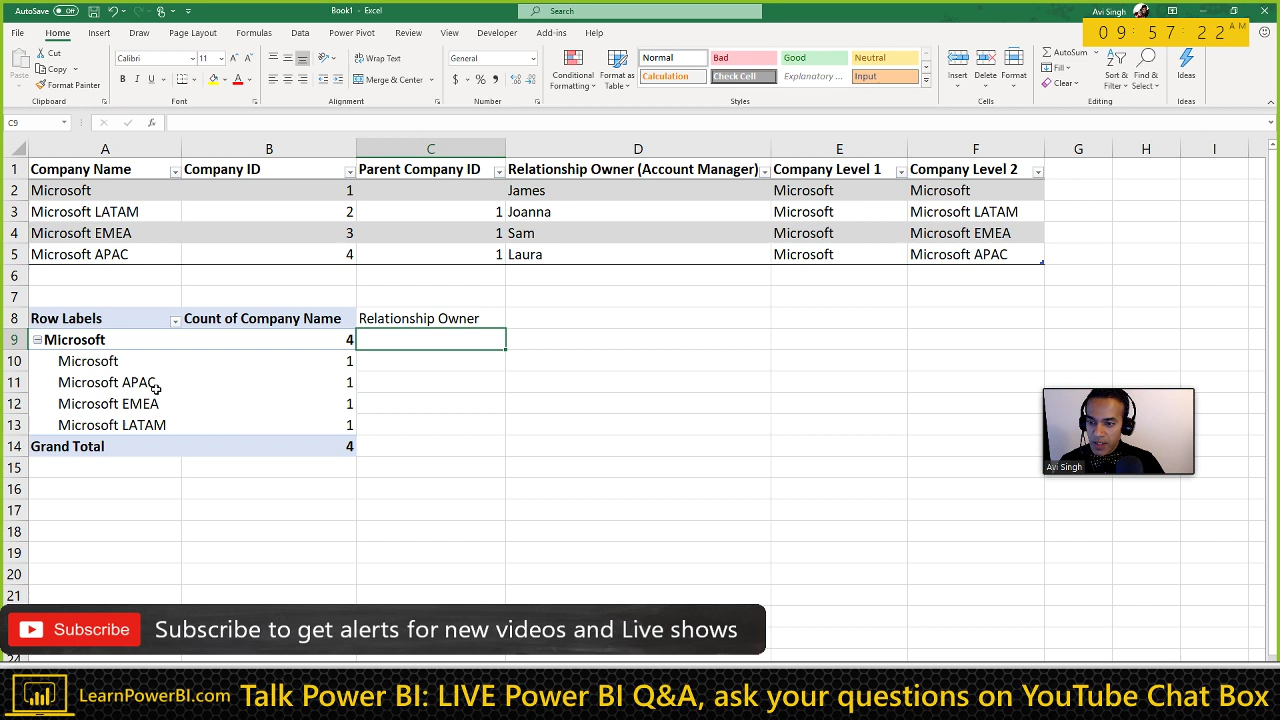 AutoSave Off
Book1 - Excel
Search
Avi Singh
09:57:22 AM
File Home Insert Draw Page Layout Formulas Data Power Pivot Review View Developer Add-ins Help
Paste
Cut
Copy
Format Painter
Clipboard
Calibri 11
B I U
Font
Wrap Text
Merge & Center
Alignment
General
$ % ,
Number
Conditional Formatting
Format as Table
Normal Bad Good Neutral
Calculation Check Cell Explanatory ... Input
Styles
Insert Delete Format
Cells
AutoSum
Fill
Clear
Sort & Filter
Find & Select
Editing
Ideas
Ideas
C9
fx
A B C D E F G H I
1 Company Name Company ID Parent Company ID Relationship Owner (Account Manager) Company Level 1 Company Level 2
2 Microsoft 1 James Microsoft Microsoft
3 Microsoft LATAM 2 1 Joanna Microsoft Microsoft LATAM
4 Microsoft EMEA 3 1 Sam Microsoft Microsoft EMEA
5 Microsoft APAC 4 1 Laura Microsoft Microsoft APAC
6
7
8 Row Labels Count of Company Name Relationship Owner
9 Microsoft 4
10 Microsoft 1
11 Microsoft APAC 1
12 Microsoft EMEA 1
13 Microsoft LATAM 1
14 Grand Total 4
15
16
17
18
19
20
21
Avi Singh
Subscribe Subscribe to get alerts for new videos and Live shows
LearnPowerBI.com Talk Power BI: LIVE Power BI Q&A, ask your questions on YouTube Chat Box